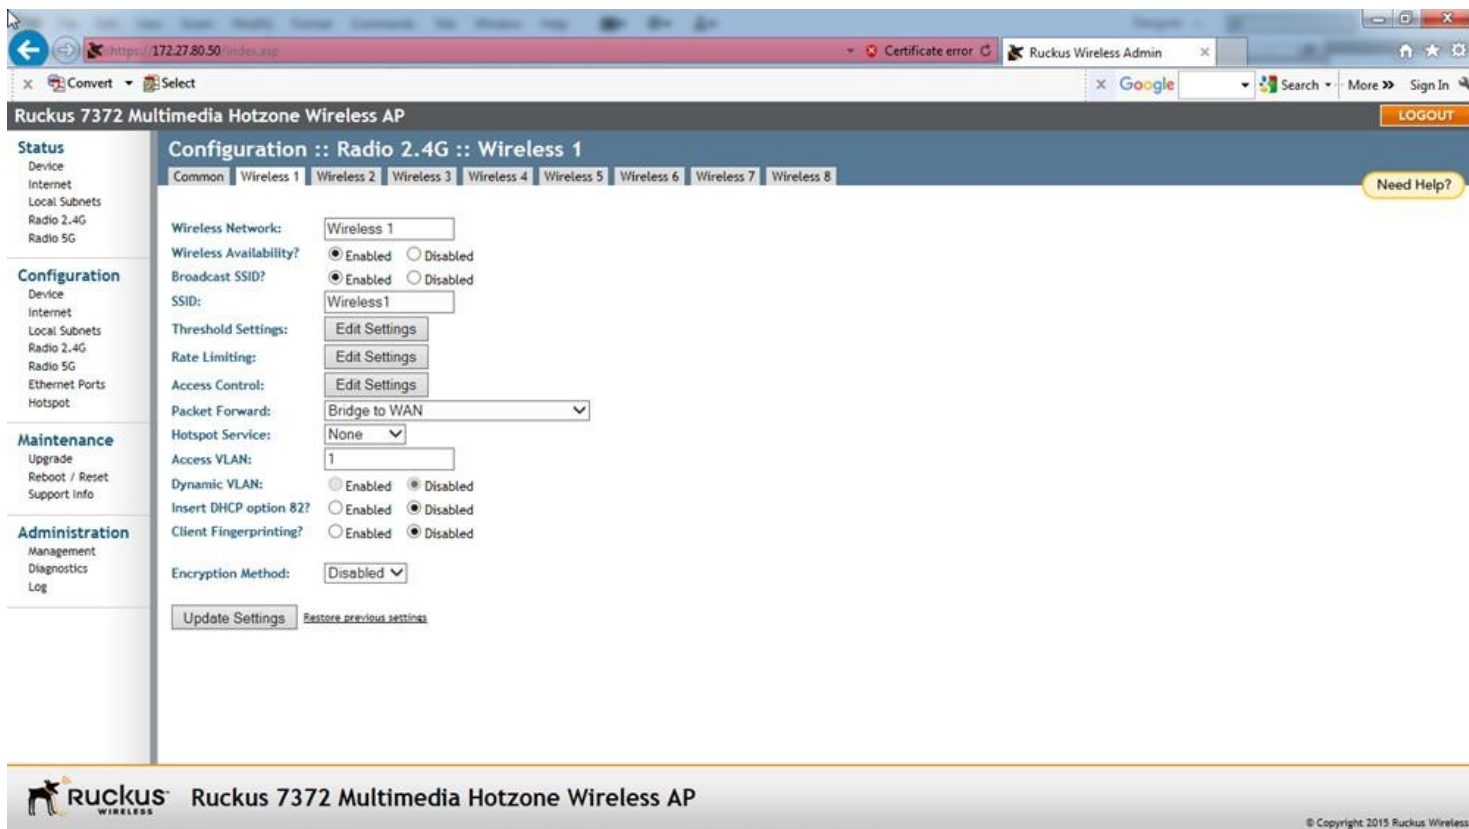 https://172.27.80.50/index.asp
Certificate error
Ruckus Wireless Admin
x Convert Select
x Google Search More » Sign In
Ruckus 7372 Multimedia Hotzone Wireless AP
LOGOUT
Status
Device
Internet
Local Subnets
Radio 2.4G
Radio 5G
Configuration
Device
Internet
Local Subnets
Radio 2.4G
Radio 5G
Ethernet Ports
Hotspot
Maintenance
Upgrade
Reboot / Reset
Support Info
Administration
Management
Diagnostics
Log
Configuration :: Radio 2.4G :: Wireless 1
Common Wireless 1 Wireless 2 Wireless 3 Wireless 4 Wireless 5 Wireless 6 Wireless 7 Wireless 8
Need Help?
Wireless Network: Wireless 1
Wireless Availability? Enabled Disabled
Broadcast SSID? Enabled Disabled
SSID: Wireless1
Threshold Settings: Edit Settings
Rate Limiting: Edit Settings
Access Control: Edit Settings
Packet Forward: Bridge to WAN
Hotspot Service: None
Access VLAN: 1
Dynamic VLAN: Enabled Disabled
Insert DHCP option 82? Enabled Disabled
Client Fingerprinting? Enabled Disabled
Encryption Method: Disabled
Update Settings Restore previous settings
Ruckus WIRELESS
Ruckus 7372 Multimedia Hotzone Wireless AP
© Copyright 2015 Ruckus Wireless